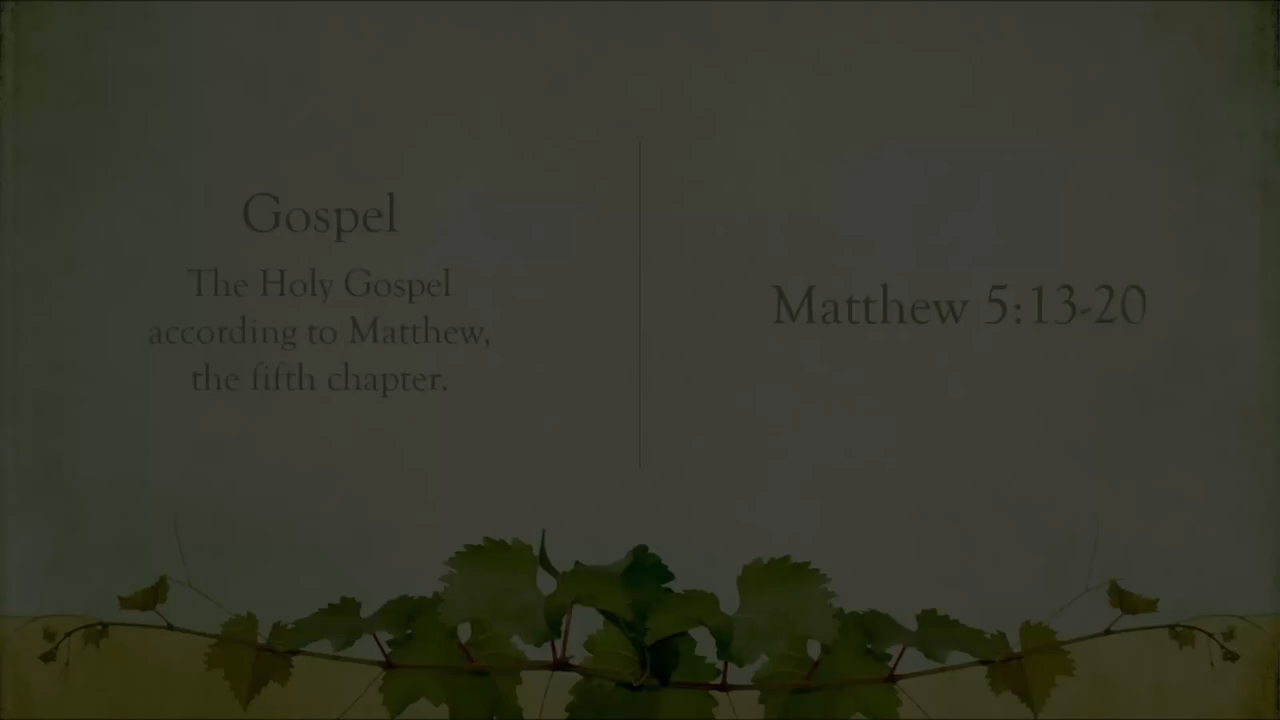 Gospel
The Holy Gospel
according to Matthew,
the fifth chapter.
Matthew 5:13-20